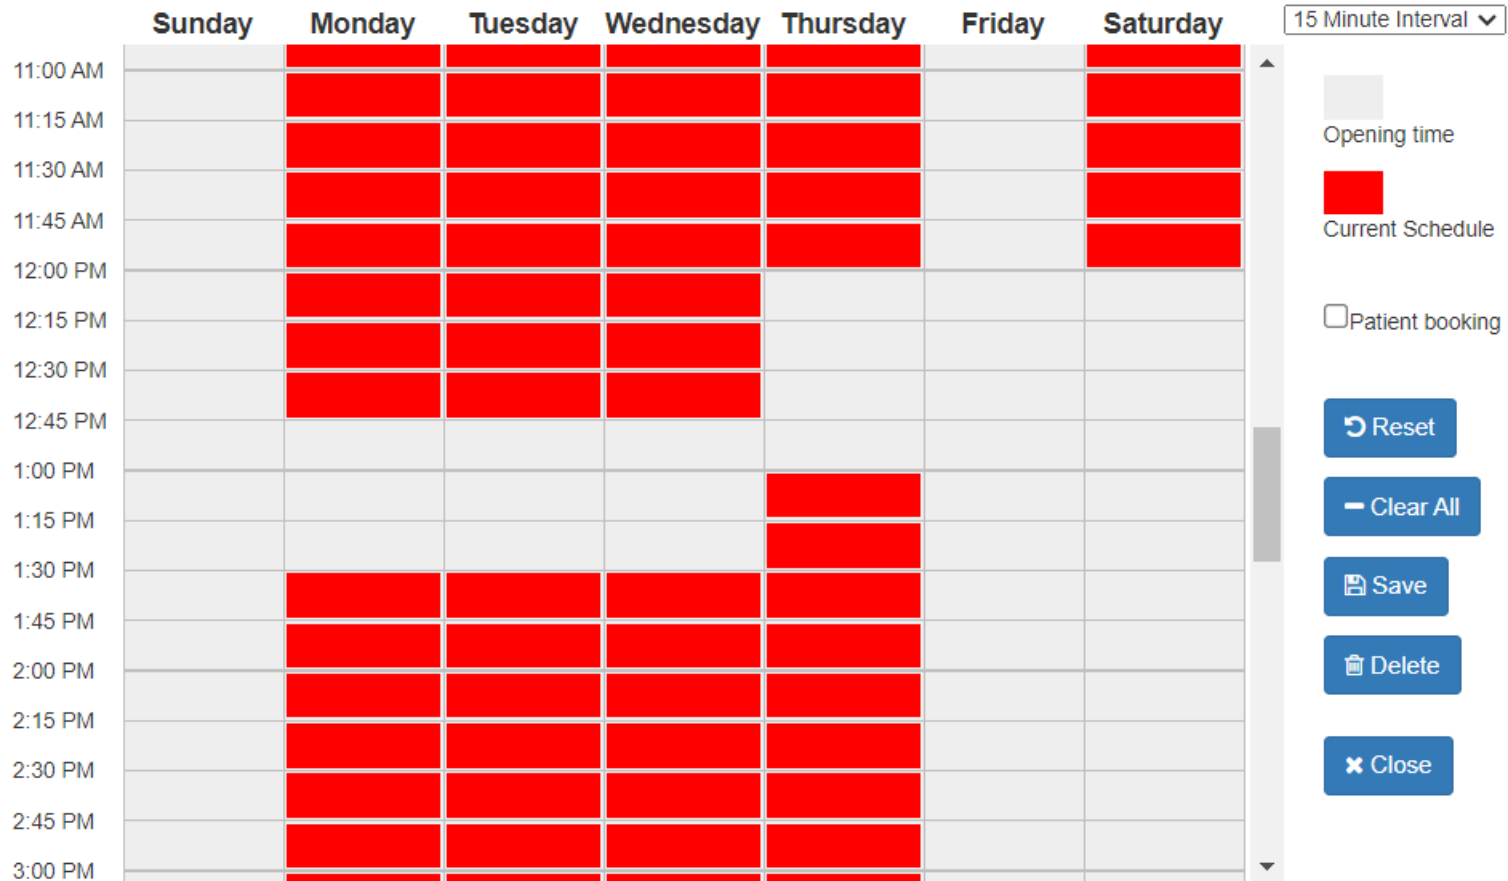 Sunday Monday Tuesday Wednesday Thursday Friday Saturday
15 Minute Interval
11:00 AM
11:15 AM
11:30 AM
11:45 AM
12:00 PM
12:15 PM
12:30 PM
12:45 PM
1:00 PM
1:15 PM
1:30 PM
1:45 PM
2:00 PM
2:15 PM
2:30 PM
2:45 PM
3:00 PM
Opening time
Current Schedule
Patient booking
Reset
Clear All
Save
Delete
Close